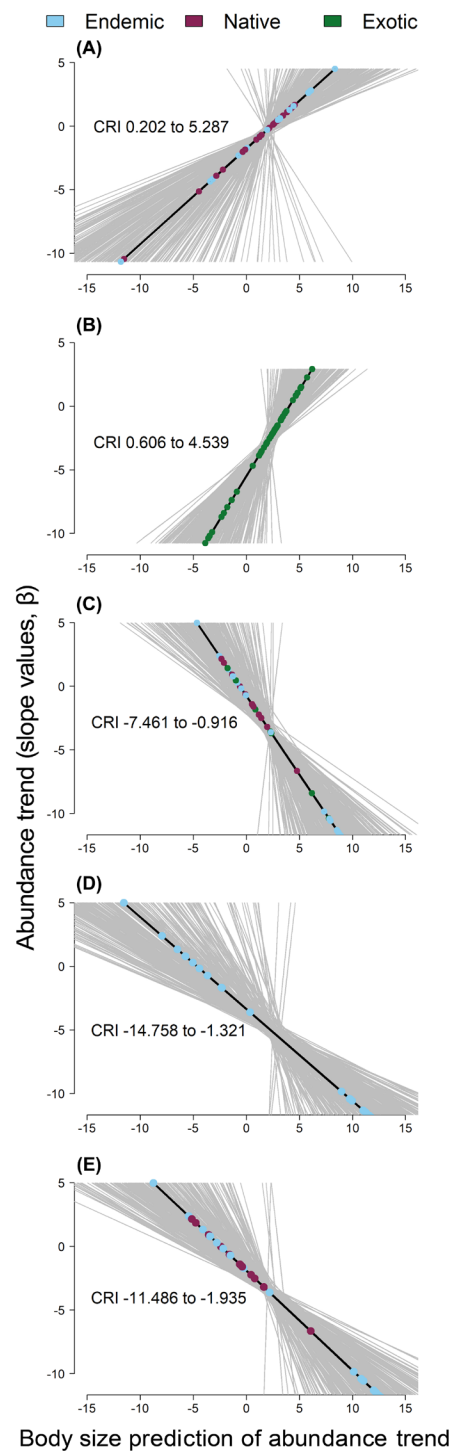 Endemic Native Exotic
(A)
5
0
-5
-10
CRI 0.202 to 5.287
-15 -10 -5 0 5 10 15
(B)
5
0
-5
-10
CRI 0.606 to 4.539
-15 -10 -5 0 5 10 15
(C)
5
0
-5
-10
CRI -7.461 to -0.916
-15 -10 -5 0 5 10 15
(D)
5
0
-5
-10
CRI -14.758 to -1.321
-15 -10 -5 0 5 10 15
(E)
5
0
-5
-10
CRI -11.486 to -1.935
-15 -10 -5 0 5 10 15
Abundance trend (slope values, β)
Body size prediction of abundance trend